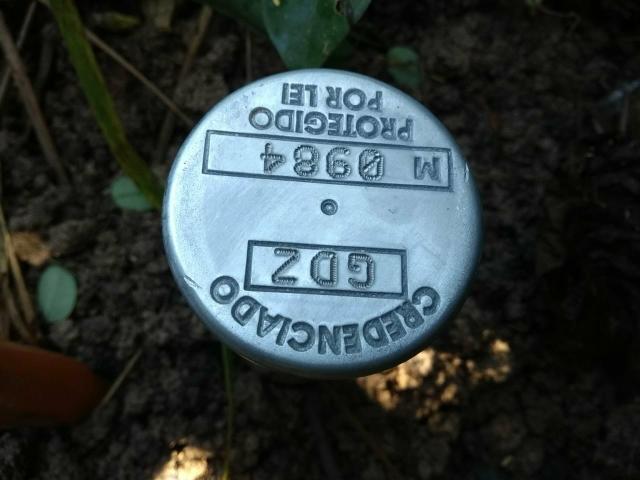 CREDENCIADO
GDZ
M 0984
PROTEGIDO
POR LEI